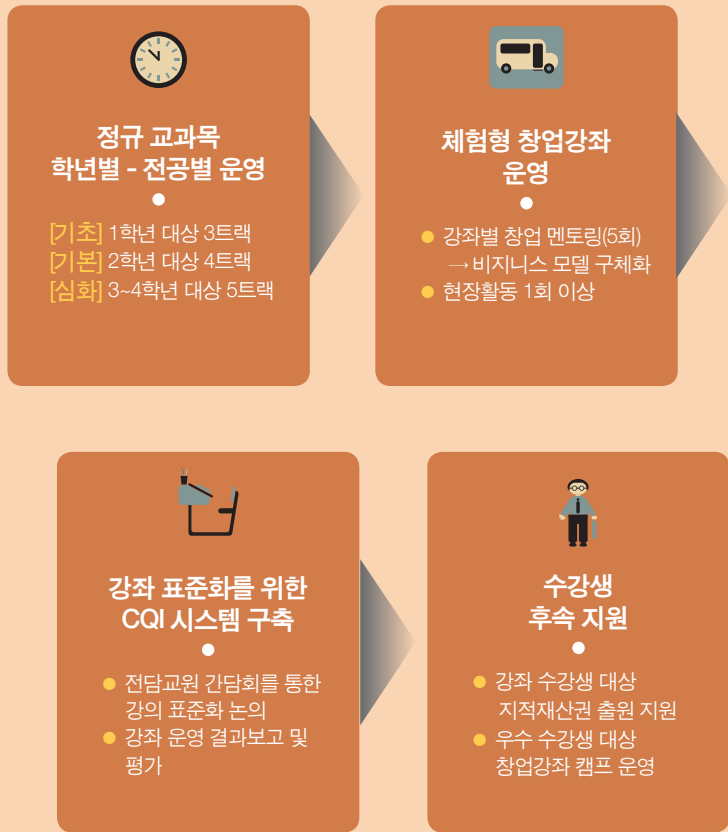 정규 교과목
학년별 - 전공별 운영
[기초] 1학년 대상 3트랙
[기본] 2학년 대상 4트랙
[심화] 3~4학년 대상 5트랙
체험형 창업강좌
운영
● 강좌별 창업 멘토링(5회)
→ 비지니스 모델 구체화
● 현장활동 1회 이상
강좌 표준화를 위한
CQI 시스템 구축
● 전담교원 간담회를 통한
강의 표준화 논의
● 강좌 운영 결과보고 및
평가
수강생
후속 지원
● 강좌 수강생 대상
지적재산권 출원 지원
● 우수 수강생 대상
창업강좌 캠프 운영